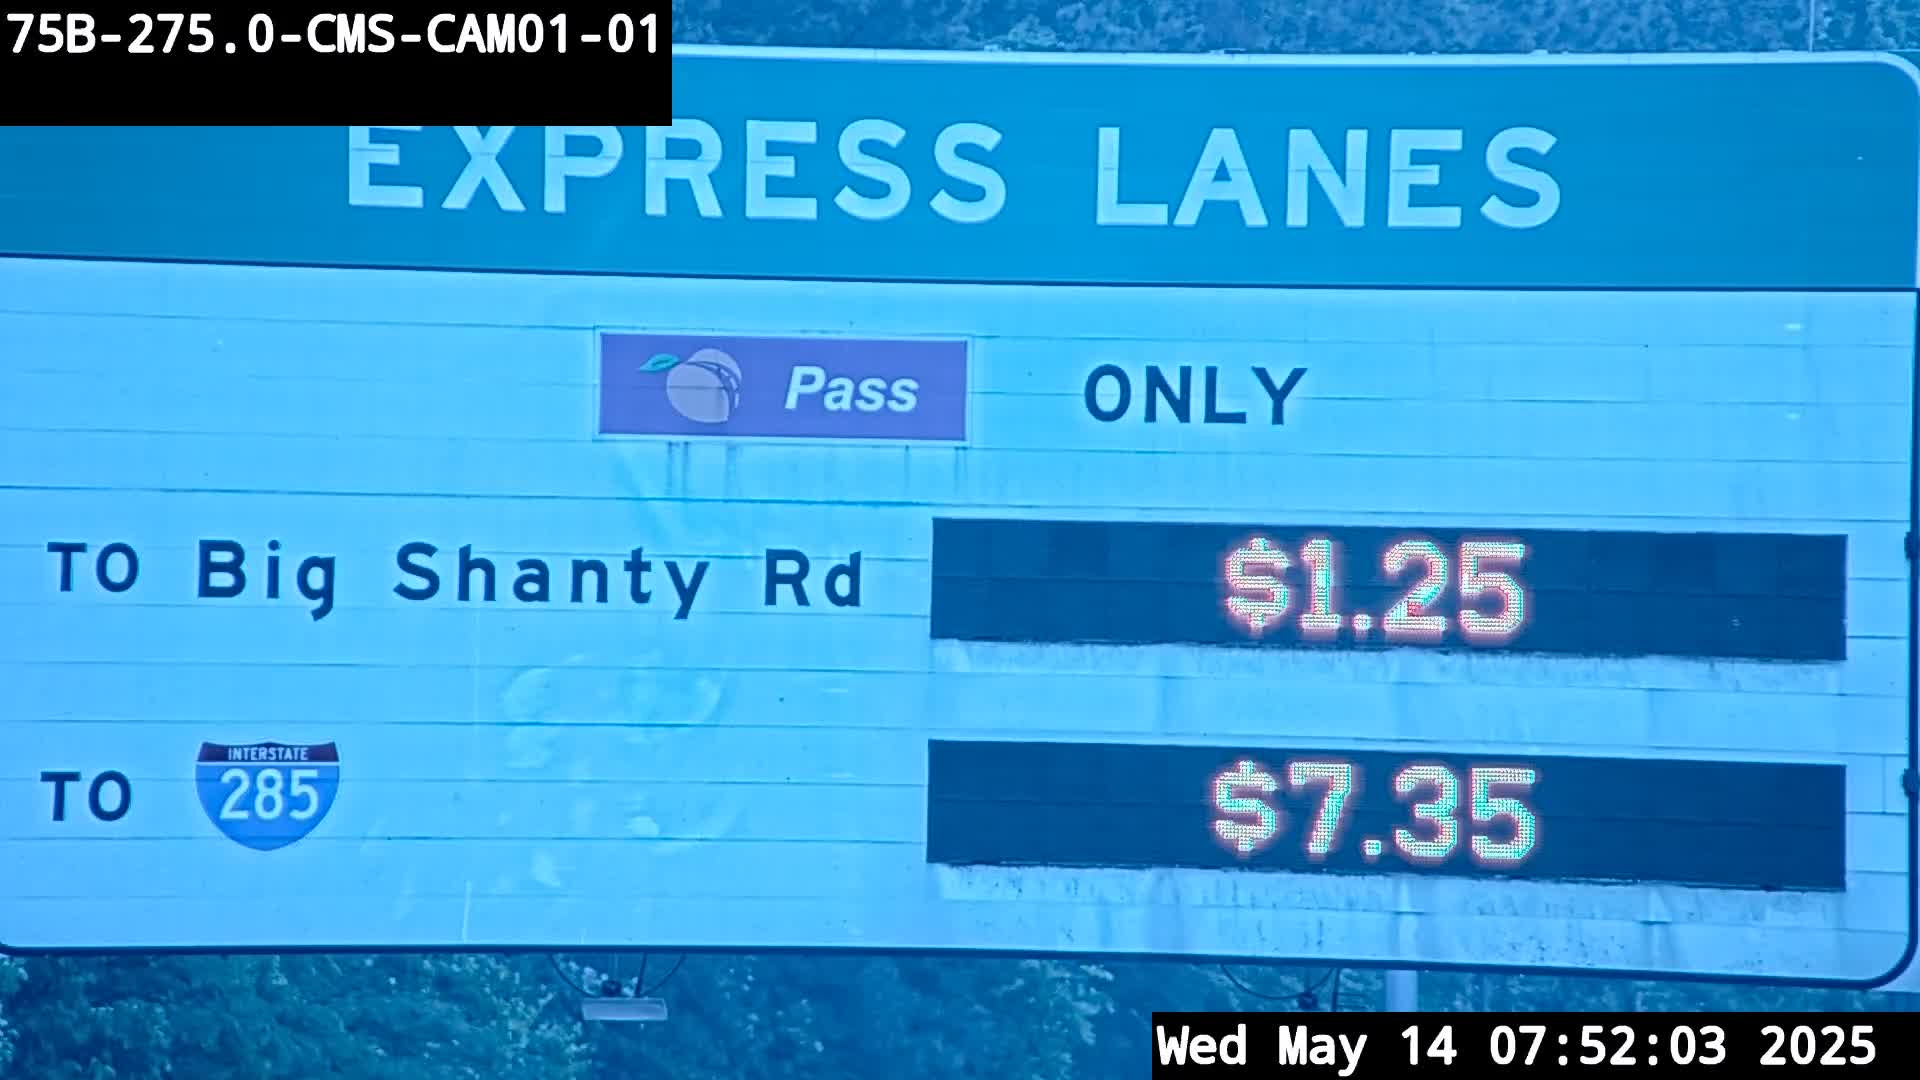 75B-275.0-CMS-CAM01-01
EXPRESS LANES
Pass ONLY
TO Big Shanty Rd $1.25
TO INTERSTATE 285 $7.35
Wed May 14 07:52:03 2025